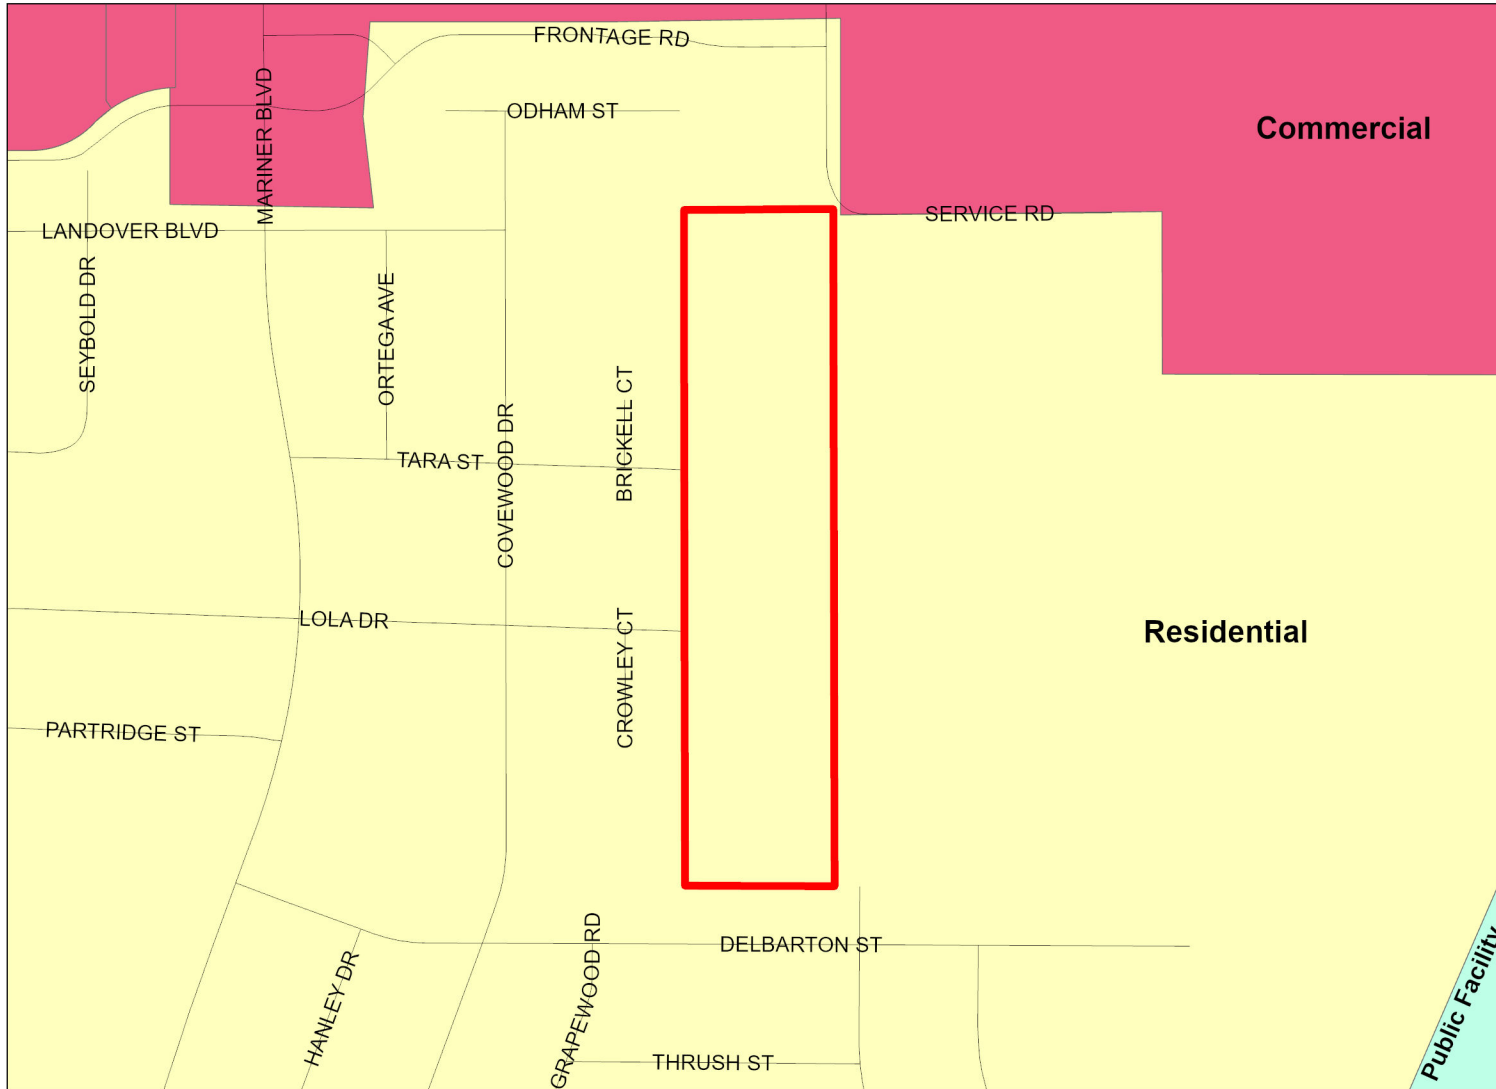 FRONTAGE RD
MARINER BLVD
ODHAM ST
Commercial
SERVICE RD
LANDOVER BLVD
SEYBOLD DR
ORTEGA AVE
BRICKELL CT
COVEWOOD DR
TARA ST
LOLA DR
CROWLEY CT
Residential
PARTRIDGE ST
DELBARTON ST
GRAPEWOOD RD
HANLEY DR
THRUSH ST
Public Facility